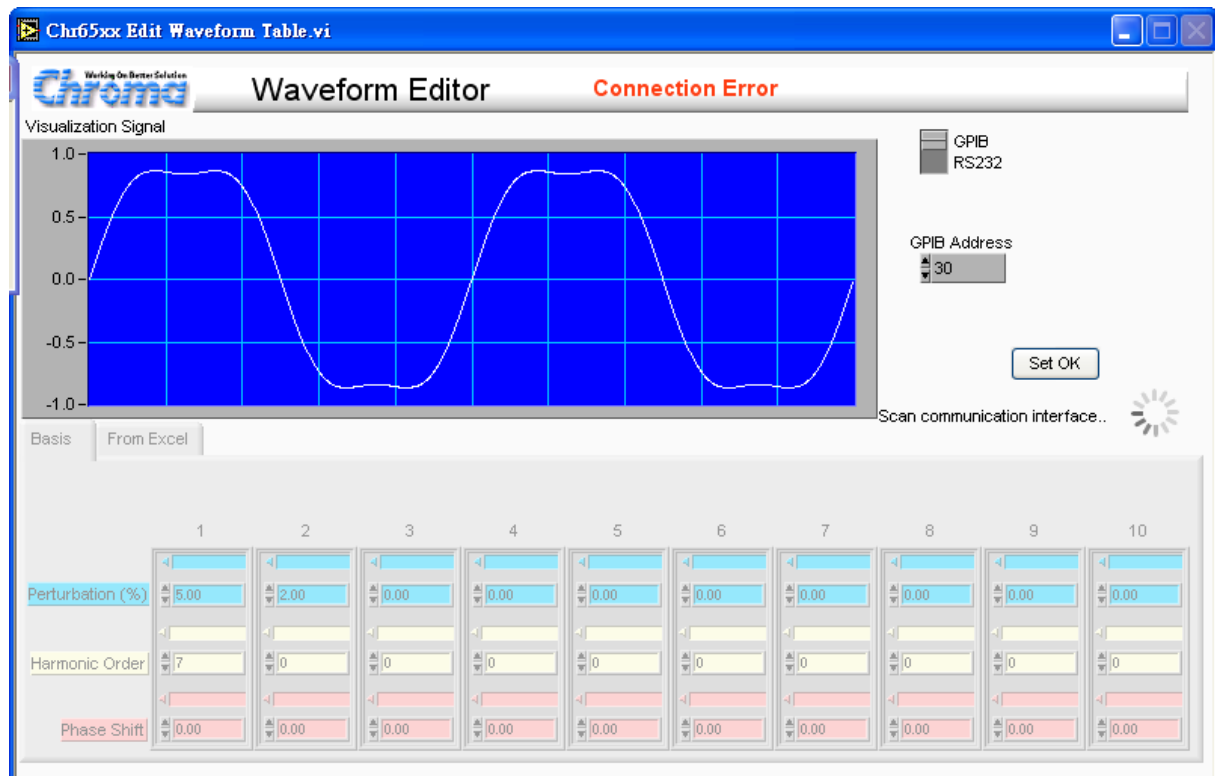 Chr65xx Edit Waveform Table.vi
Working On Better Solution
Chroma
Waveform Editor
Connection Error
Visualization Signal
GPIB
RS232
1.0
0.5
0.0
-0.5
-1.0
GPIB Address
30
Set OK
Scan communication interface..
Basis From Excel
1 2 3 4 5 6 7 8 9 10
Perturbation (%) 5.00 2.00 0.00 0.00 0.00 0.00 0.00 0.00 0.00 0.00
Harmonic Order 7 0 0 0 0 0 0 0 0 0
Phase Shift 0.00 0.00 0.00 0.00 0.00 0.00 0.00 0.00 0.00 0.00